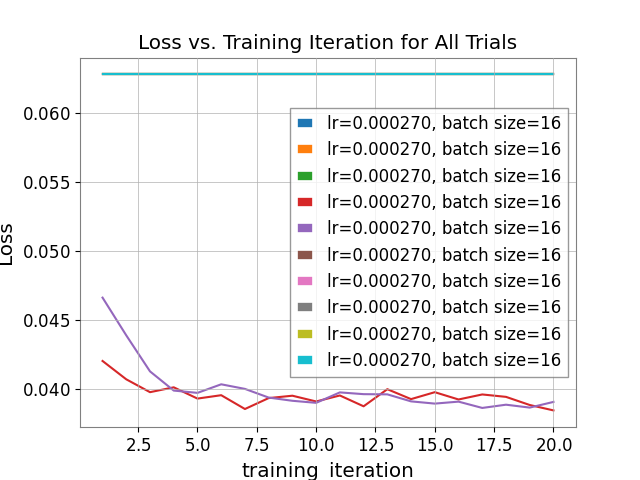 Loss vs. Training Iteration for All Trials
Loss
0.060
0.055
0.050
0.045
0.040
lr=0.000270, batch size=16
lr=0.000270, batch size=16
lr=0.000270, batch size=16
lr=0.000270, batch size=16
lr=0.000270, batch size=16
lr=0.000270, batch size=16
lr=0.000270, batch size=16
lr=0.000270, batch size=16
lr=0.000270, batch size=16
lr=0.000270, batch size=16
2.5 5.0 7.5 10.0 12.5 15.0 17.5 20.0
training_iteration